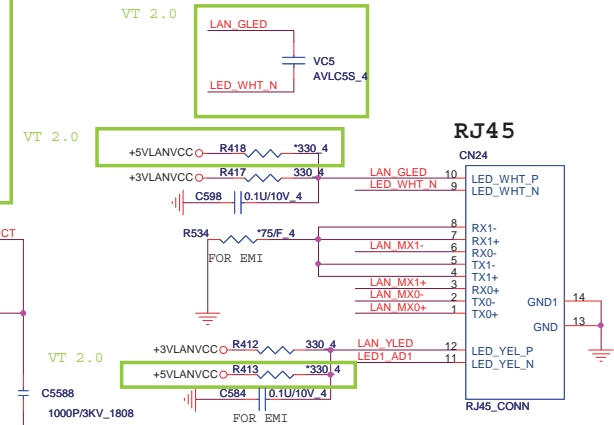 VT 2.0
LAN_GLED
VC5
AVLC5S_4
LED_WHT_N
VT 2.0
+5VLANVCC R418 *330_4
+3VLANVCC R417 330_4
C598 0.1U/10V_4
RJ45
CN24
LAN_GLED 10 LED_WHT_P
LED_WHT_N 9 LED_WHT_N
CT
R534 *75/F_4
FOR EMI
8 RX1-
7 RX1+
LAN_MX1- 6 RX0-
5 TX1-
4 TX1+
LAN_MX1+ 3 RX0+
LAN_MX0- 2 TX0-
LAN_MX0+ 1 TX0+
GND1 14
GND 13
+3VLANVCC R412 330_4
LAN_YLED 12 LED_YEL_P
LED1_AD1 11 LED_YEL_N
VT 2.0
+5VLANVCC R413 *330_4
C584 0.1U/10V_4
FOR EMI
RJ45_CONN
C5588
1000P/3KV_1808